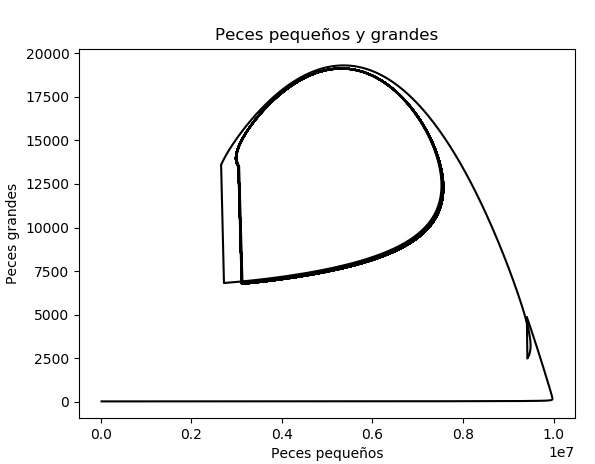 Peces pequeños y grandes
20000
17500
15000
12500
10000
7500
5000
2500
0
Peces grandes
0.0 0.2 0.4 0.6 0.8 1.0
1e7
Peces pequeños